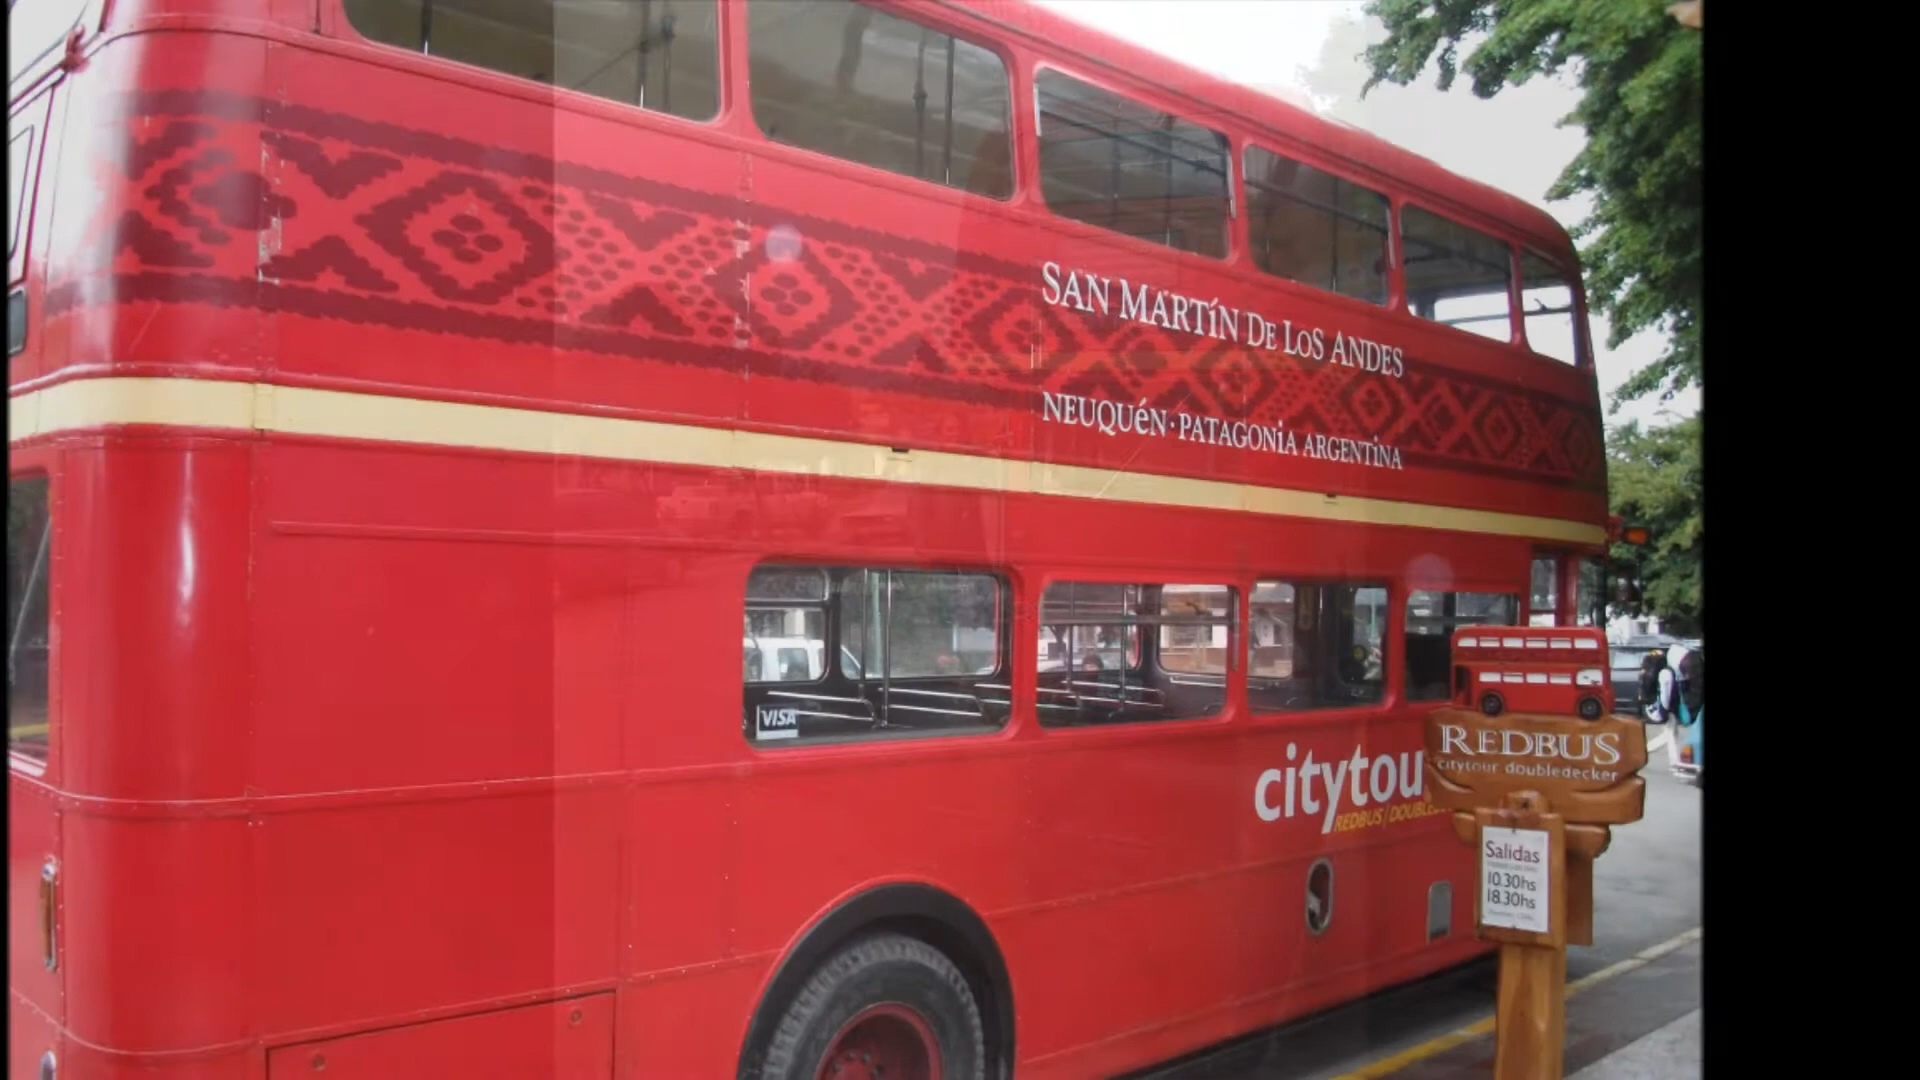 SAN MARTíN DE LOS ANDES
NEUQUéN · PATAGONiA ARGENTiNA
VISA
citytou
REDBUS / DOUBLE
REDBUS
citytour doubledecker
Salidas
10.30hs
18.30hs